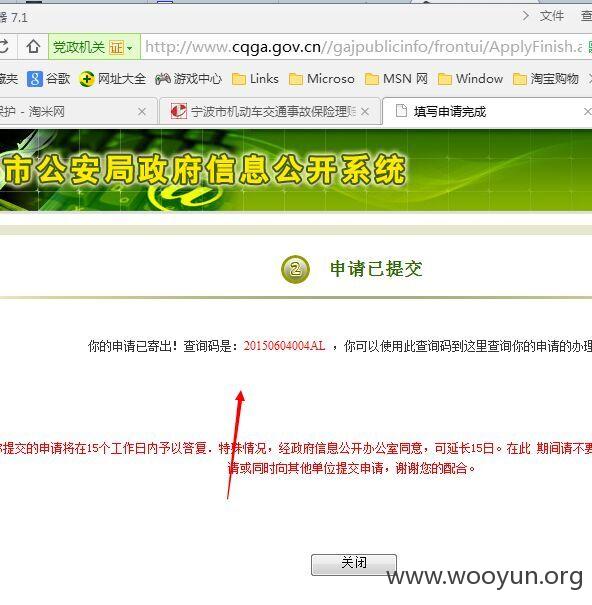 器 7.1
文件 查
党政机关 证 http://www.cqga.gov.cn//gajpublicinfo/frontui/ApplyFinish.a
藏夹 谷歌 网址大全 游戏中心 Links Microso MSN 网 Window 淘宝购物
保护 - 淘米网 × 宁波市机动车交通事故保险理赔 × 填写申请完成 ×
市公安局政府信息公开系统
2 申请已提交
你的申请已寄出！查询码是：20150604004AL ，你可以使用此查询码到这里查询你的申请的办理
你提交的申请将在15个工作日内予以答复．特殊情况，经政府信息公开办公室同意，可延长15日。在此 期间请不要
请或同时向其他单位提交申请，谢谢您的配合。
关闭
www.wooyun.org